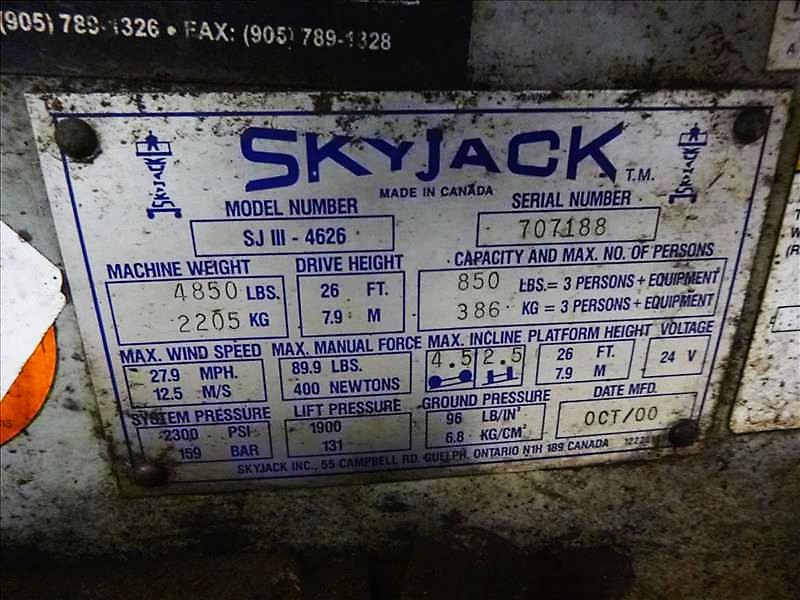 (905) 789-1326 • FAX: (905) 789-1328
SKYJACK T.M.
MADE IN CANADA
MODEL NUMBER SERIAL NUMBER
SJ III - 4626 707188
MACHINE WEIGHT DRIVE HEIGHT CAPACITY AND MAX. NO. OF PERSONS
4850 LBS. 26 FT. 850 LBS. = 3 PERSONS + EQUIPMENT
2205 KG 7.9 M 386 KG = 3 PERSONS + EQUIPMENT
MAX. WIND SPEED MAX. MANUAL FORCE MAX. INCLINE PLATFORM HEIGHT VOLTAGE
27.9 MPH. 89.9 LBS. 4.5 2.5 26 FT. 24 V
12.5 M/S 400 NEWTONS 7.9 M
SYSTEM PRESSURE LIFT PRESSURE GROUND PRESSURE DATE MFD.
2300 PSI 1900 96 LB/IN² OCT/00
159 BAR 131 6.8 KG/CM²
SKYJACK INC., 55 CAMPBELL RD. GUELPH, ONTARIO N1H 1B9 CANADA